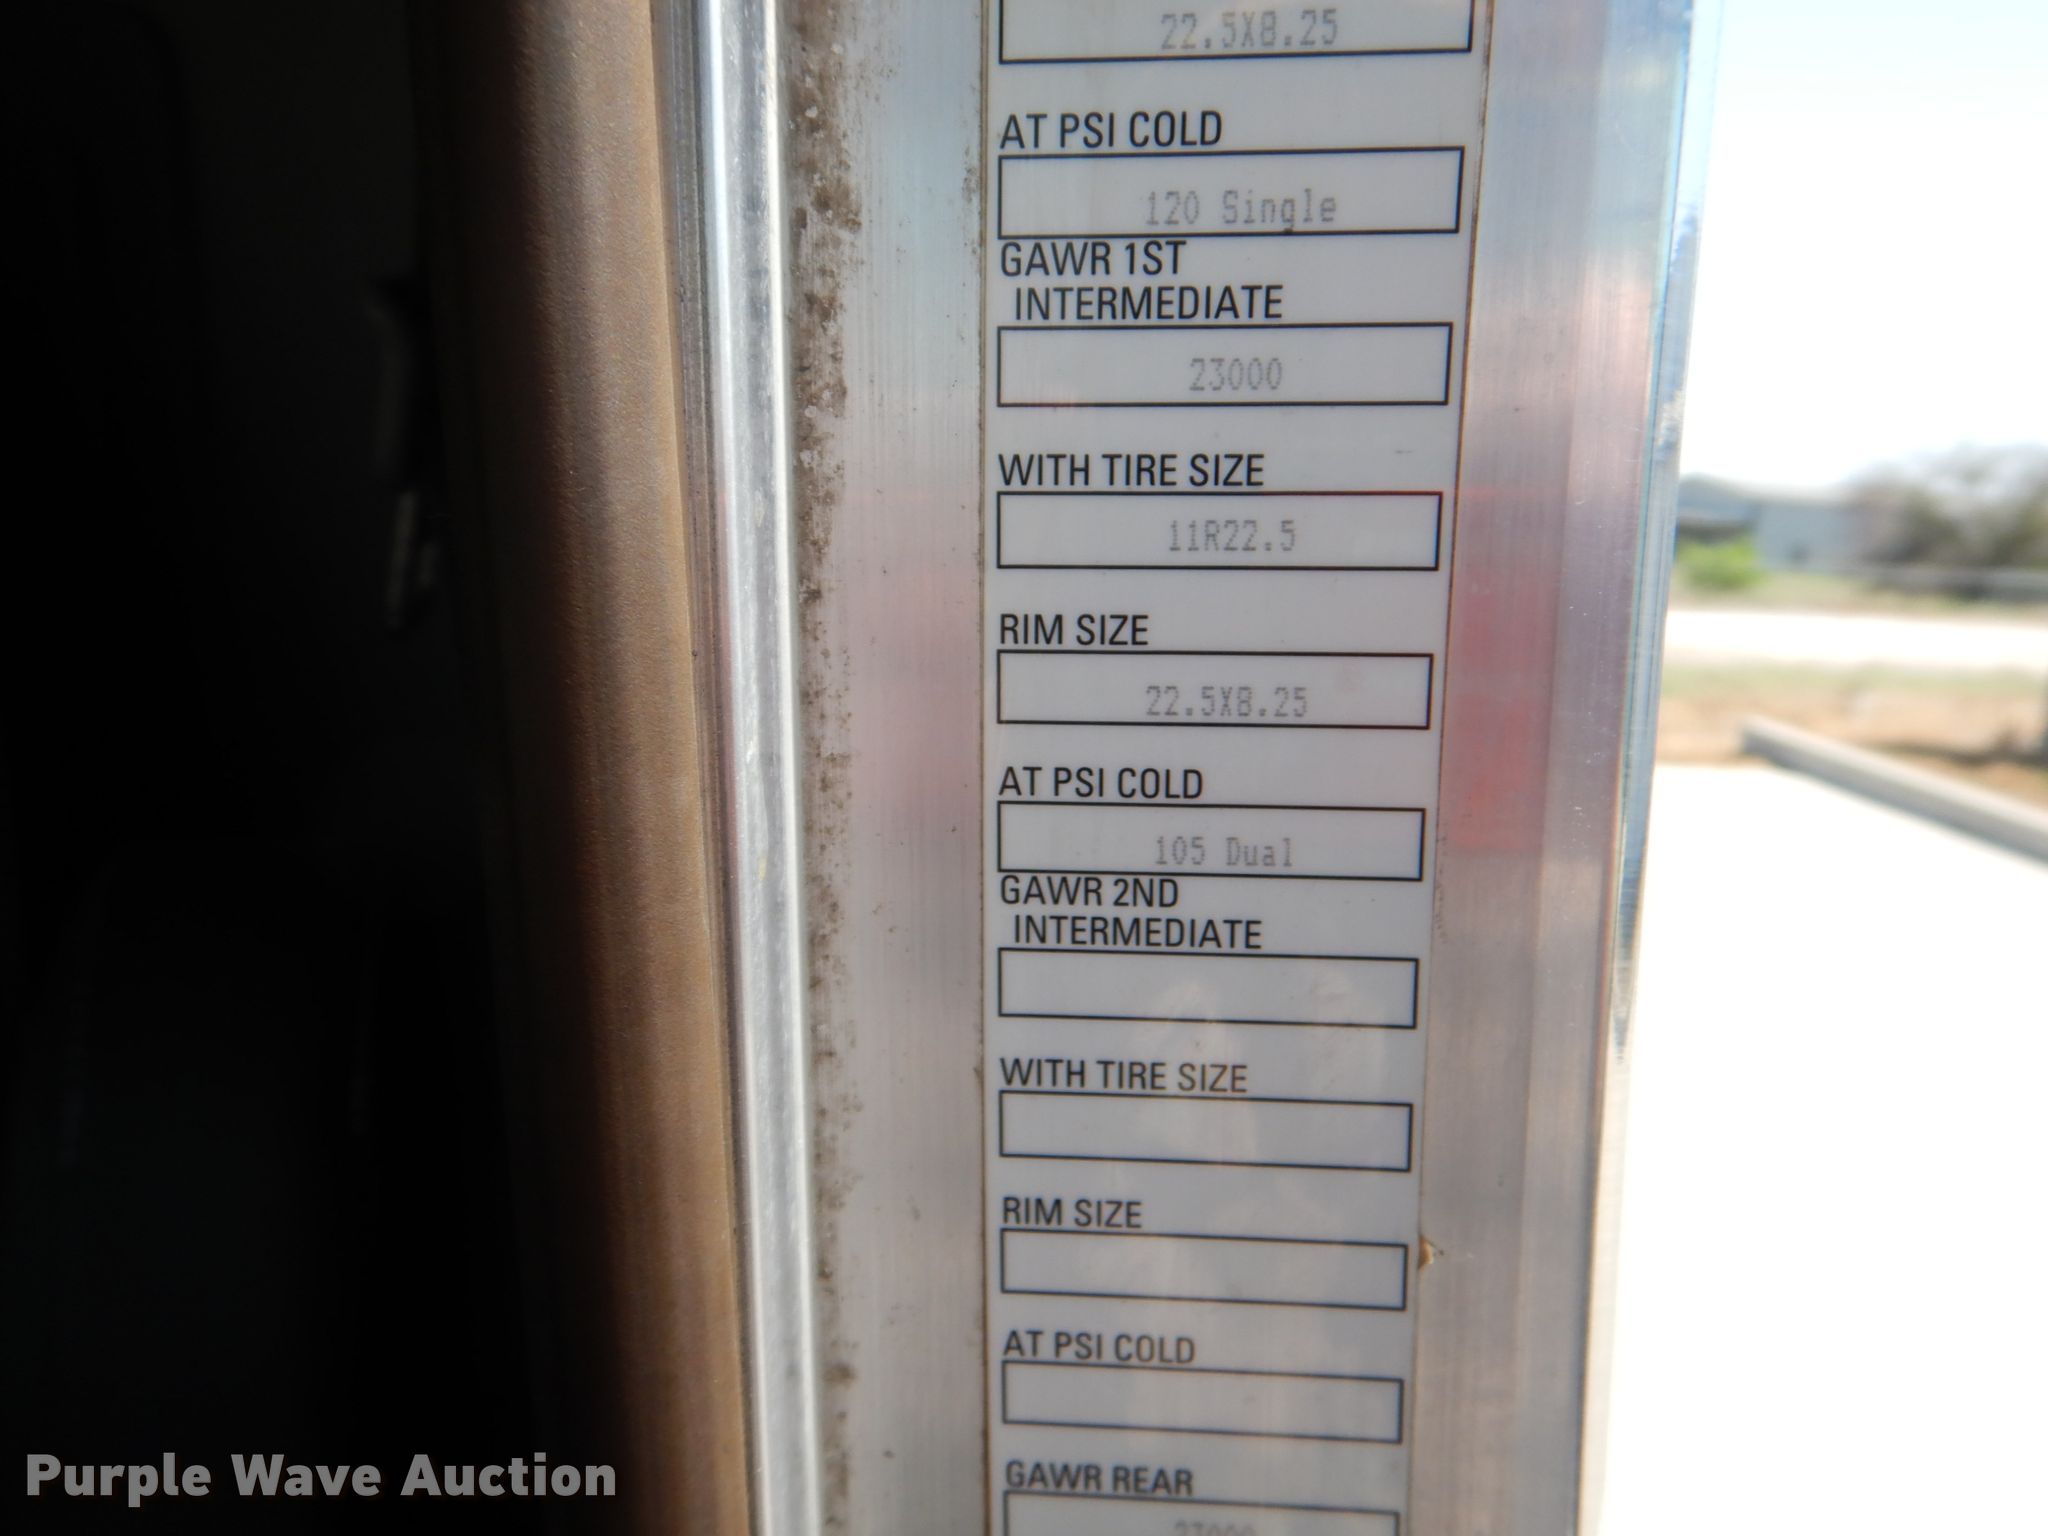 22.5X8.25
AT PSI COLD
120 Single
GAWR 1ST
INTERMEDIATE
23000
WITH TIRE SIZE
11R22.5
RIM SIZE
22.5X8.25
AT PSI COLD
105 Dual
GAWR 2ND
INTERMEDIATE
WITH TIRE SIZE
RIM SIZE
AT PSI COLD
GAWR REAR
23000
Purple Wave Auction